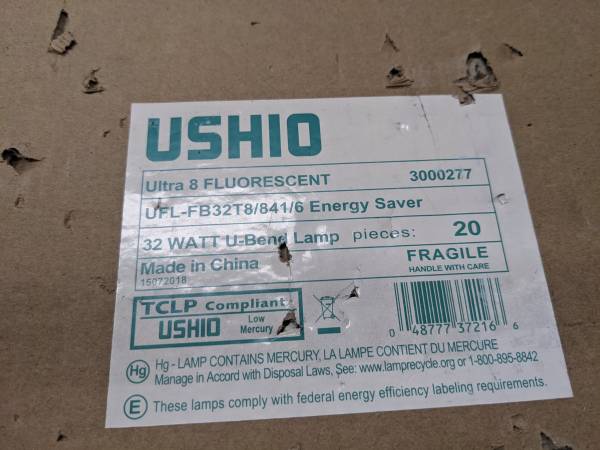 USHIO
Ultra 8 FLUORESCENT 3000277
UFL-FB32T8/841/6 Energy Saver
32 WATT U-Bend Lamp pieces: 20
Made in China FRAGILE
15072018 HANDLE WITH CARE
TCLP Compliant
USHIO Low Mercury
0 48777 37216 6
Hg Hg - LAMP CONTAINS MERCURY, LA LAMPE CONTIENT DU MERCURE
Manage in Accord with Disposal Laws, See: www.lamprecycle.org or 1-800-895-8842
E These lamps comply with federal energy efficiency labeling requirements.